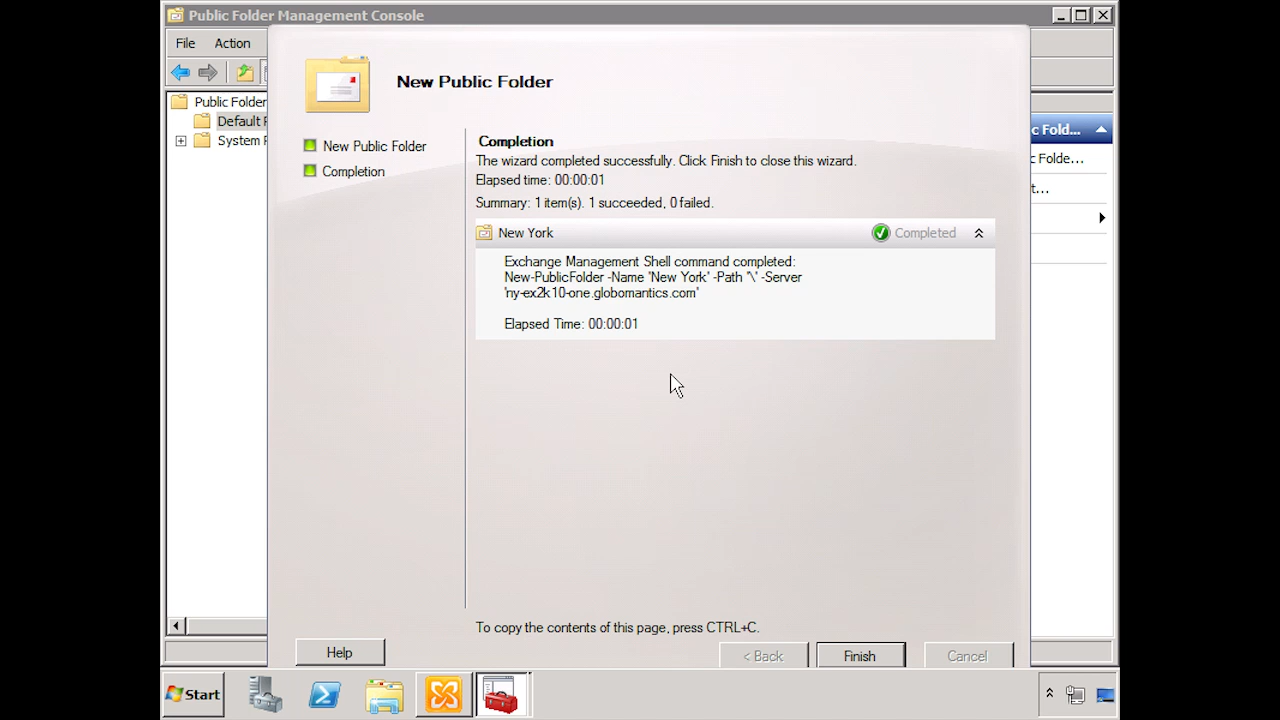 Public Folder Management Console
File Action
New Public Folder
Public Folder
Default
System
New Public Folder
Completion
Completion
The wizard completed successfully. Click Finish to close this wizard.
Elapsed time: 00:00:01
Summary: 1 item(s). 1 succeeded, 0 failed.
New York Completed
Exchange Management Shell command completed:
New-PublicFolder -Name 'New York' -Path '\' -Server
'ny-ex2k10-one.globomantics.com'
Elapsed Time: 00:00:01
c Fold...
c Folde...
t...
To copy the contents of this page, press CTRL+C.
Help
< Back Finish Cancel
Start